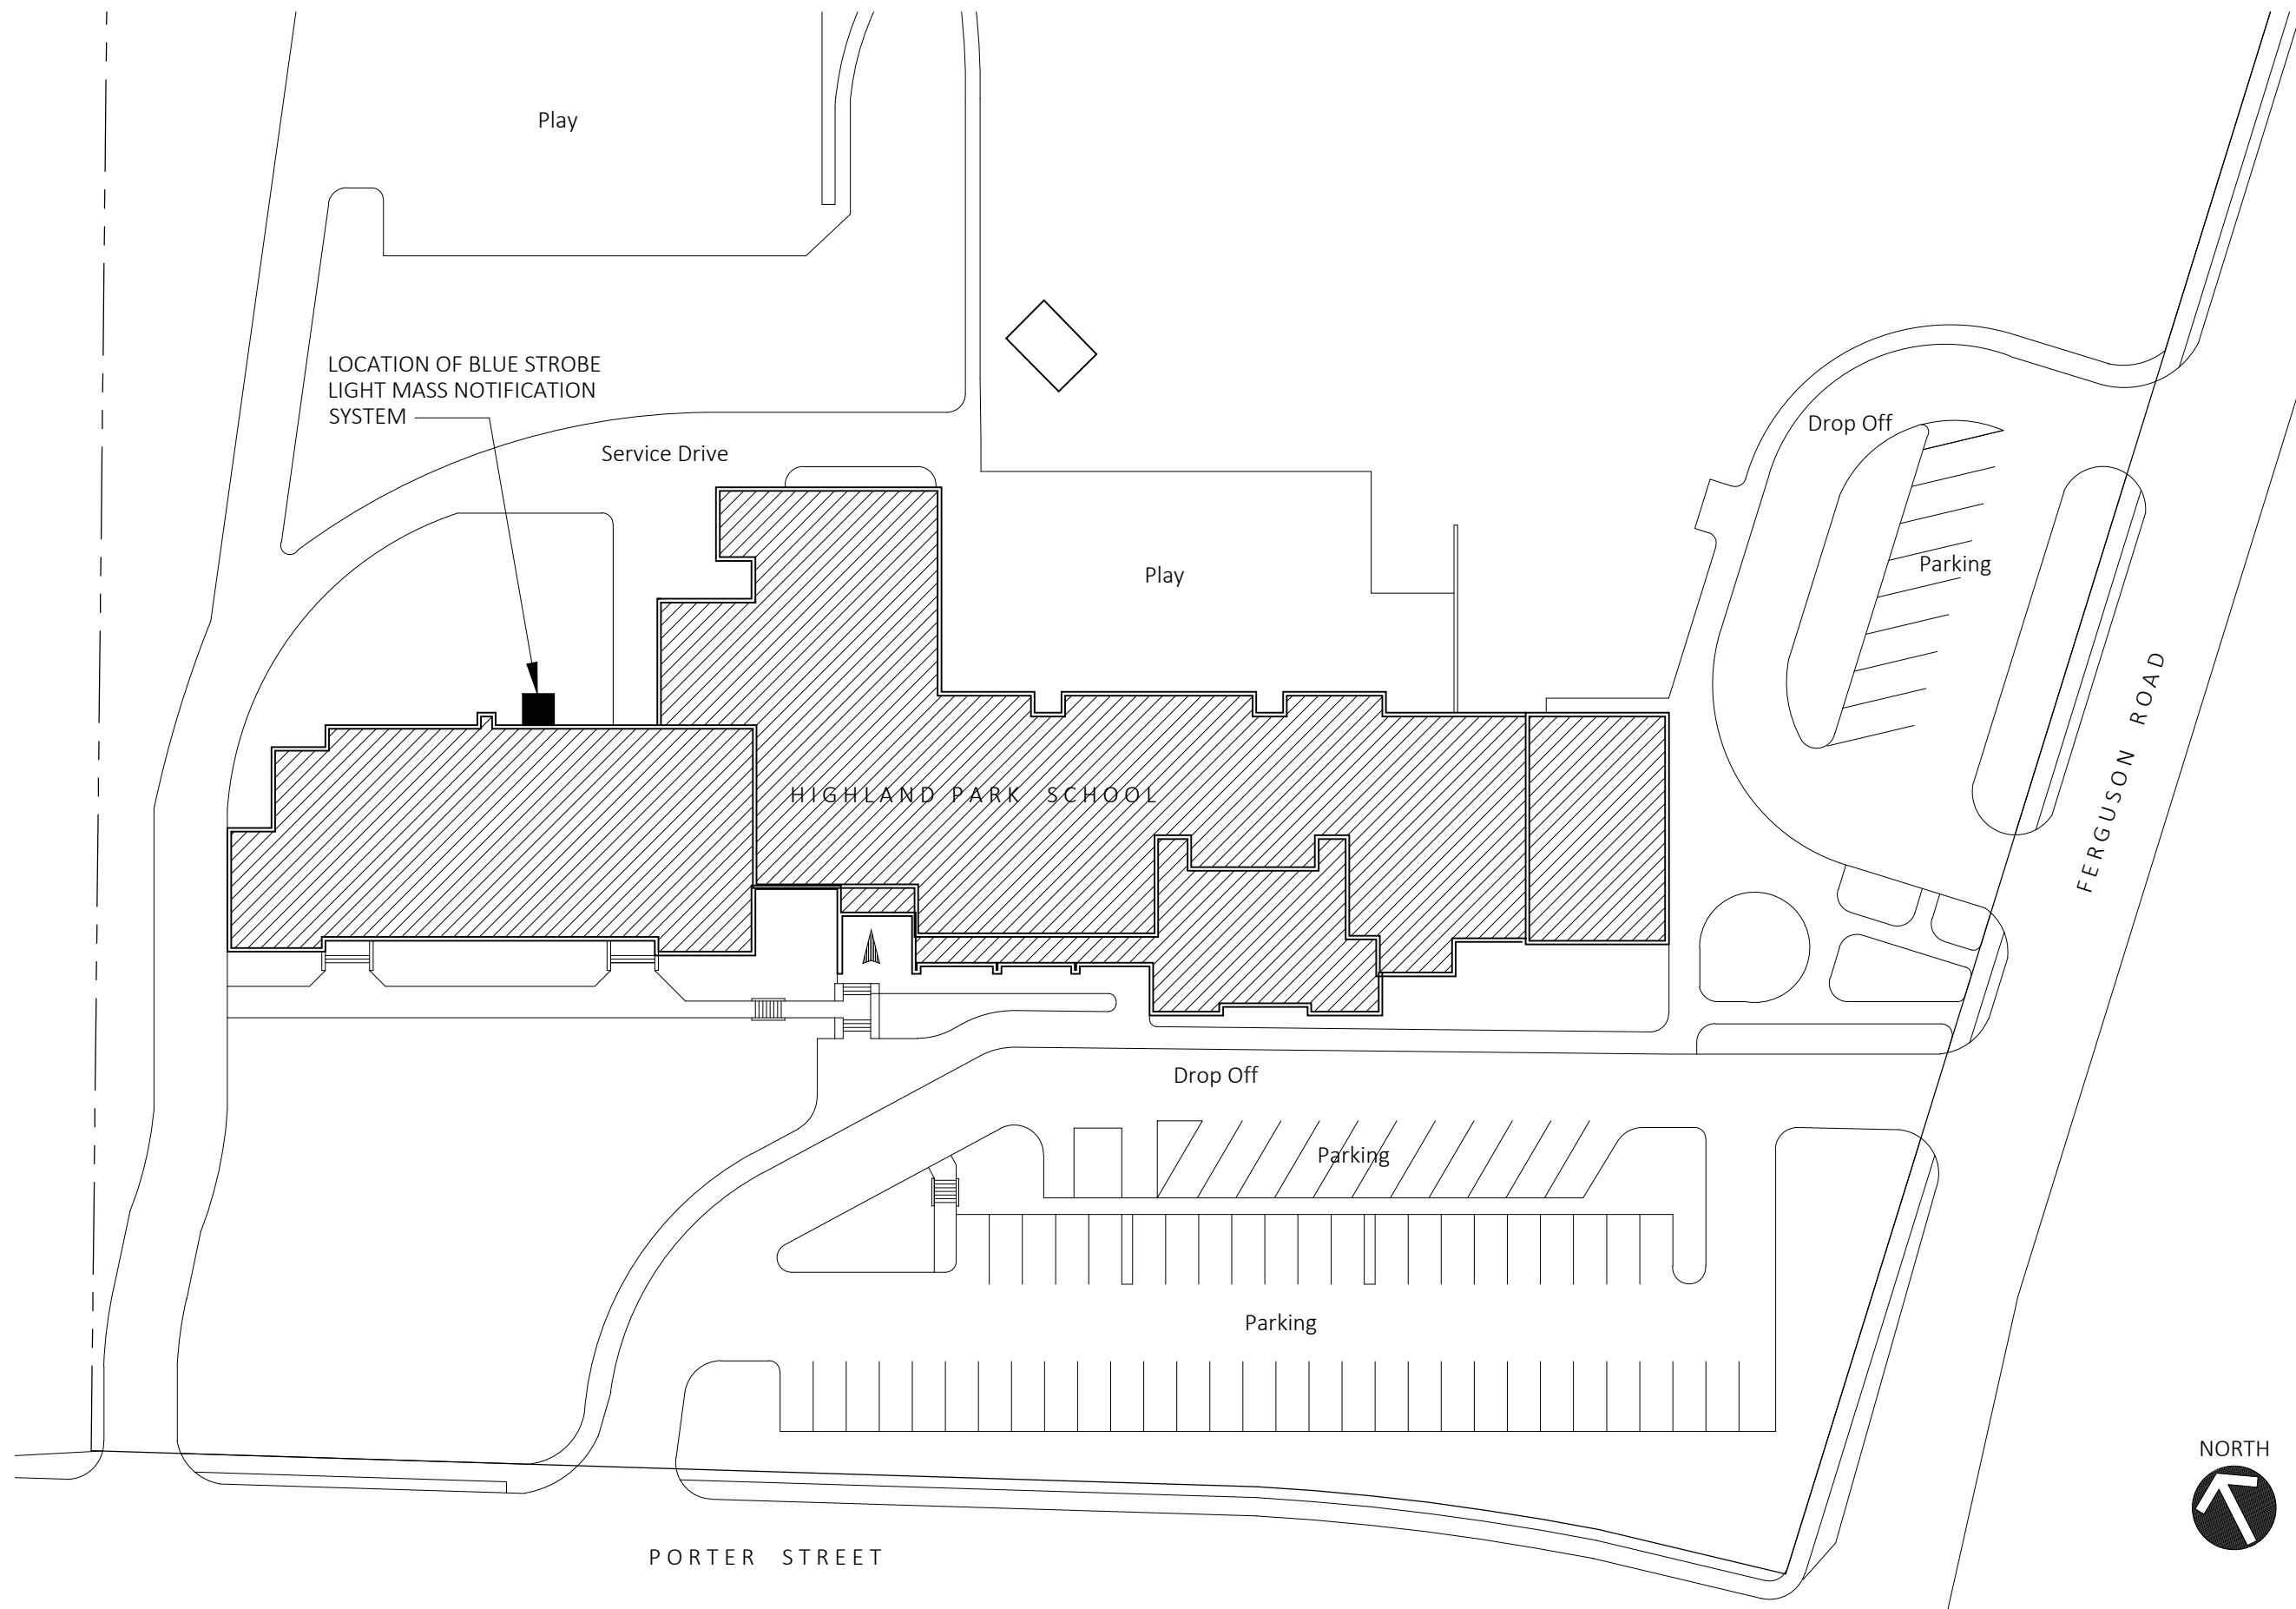 Play
LOCATION OF BLUE STROBE
LIGHT MASS NOTIFICATION
SYSTEM
Service Drive
Drop Off
Play
Parking
FERGUSON ROAD
HIGHLAND PARK SCHOOL
Drop Off
Parking
Parking
NORTH
PORTER STREET